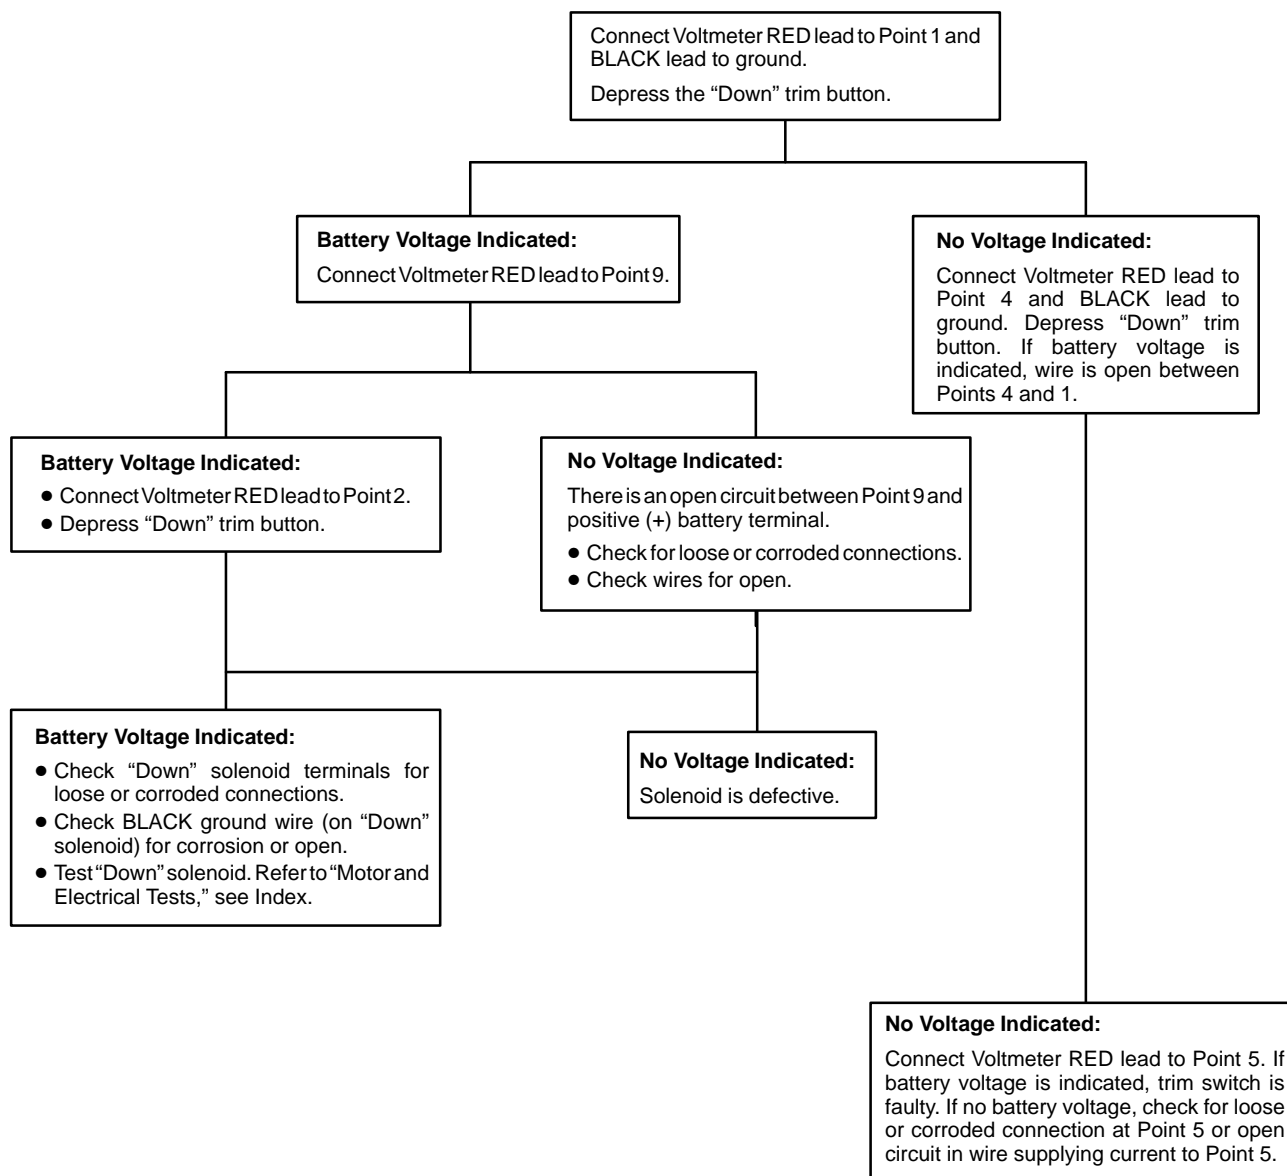 Connect Voltmeter RED lead to Point 1 and
BLACK lead to ground.
Depress the “Down” trim button.
Battery Voltage Indicated:
Connect Voltmeter RED lead to Point 9.
No Voltage Indicated:
Connect Voltmeter RED lead to
Point 4 and BLACK lead to
ground. Depress “Down” trim
button. If battery voltage is
indicated, wire is open between
Points 4 and 1.
Battery Voltage Indicated:
● Connect Voltmeter RED lead to Point 2.
● Depress “Down” trim button.
No Voltage Indicated:
There is an open circuit between Point 9 and
positive (+) battery terminal.
● Check for loose or corroded connections.
● Check wires for open.
Battery Voltage Indicated:
● Check “Down” solenoid terminals for
loose or corroded connections.
● Check BLACK ground wire (on “Down”
solenoid) for corrosion or open.
● Test “Down” solenoid. Refer to “Motor and
Electrical Tests,” see Index.
No Voltage Indicated:
Solenoid is defective.
No Voltage Indicated:
Connect Voltmeter RED lead to Point 5. If
battery voltage is indicated, trim switch is
faulty. If no battery voltage, check for loose
or corroded connection at Point 5 or open
circuit in wire supplying current to Point 5.